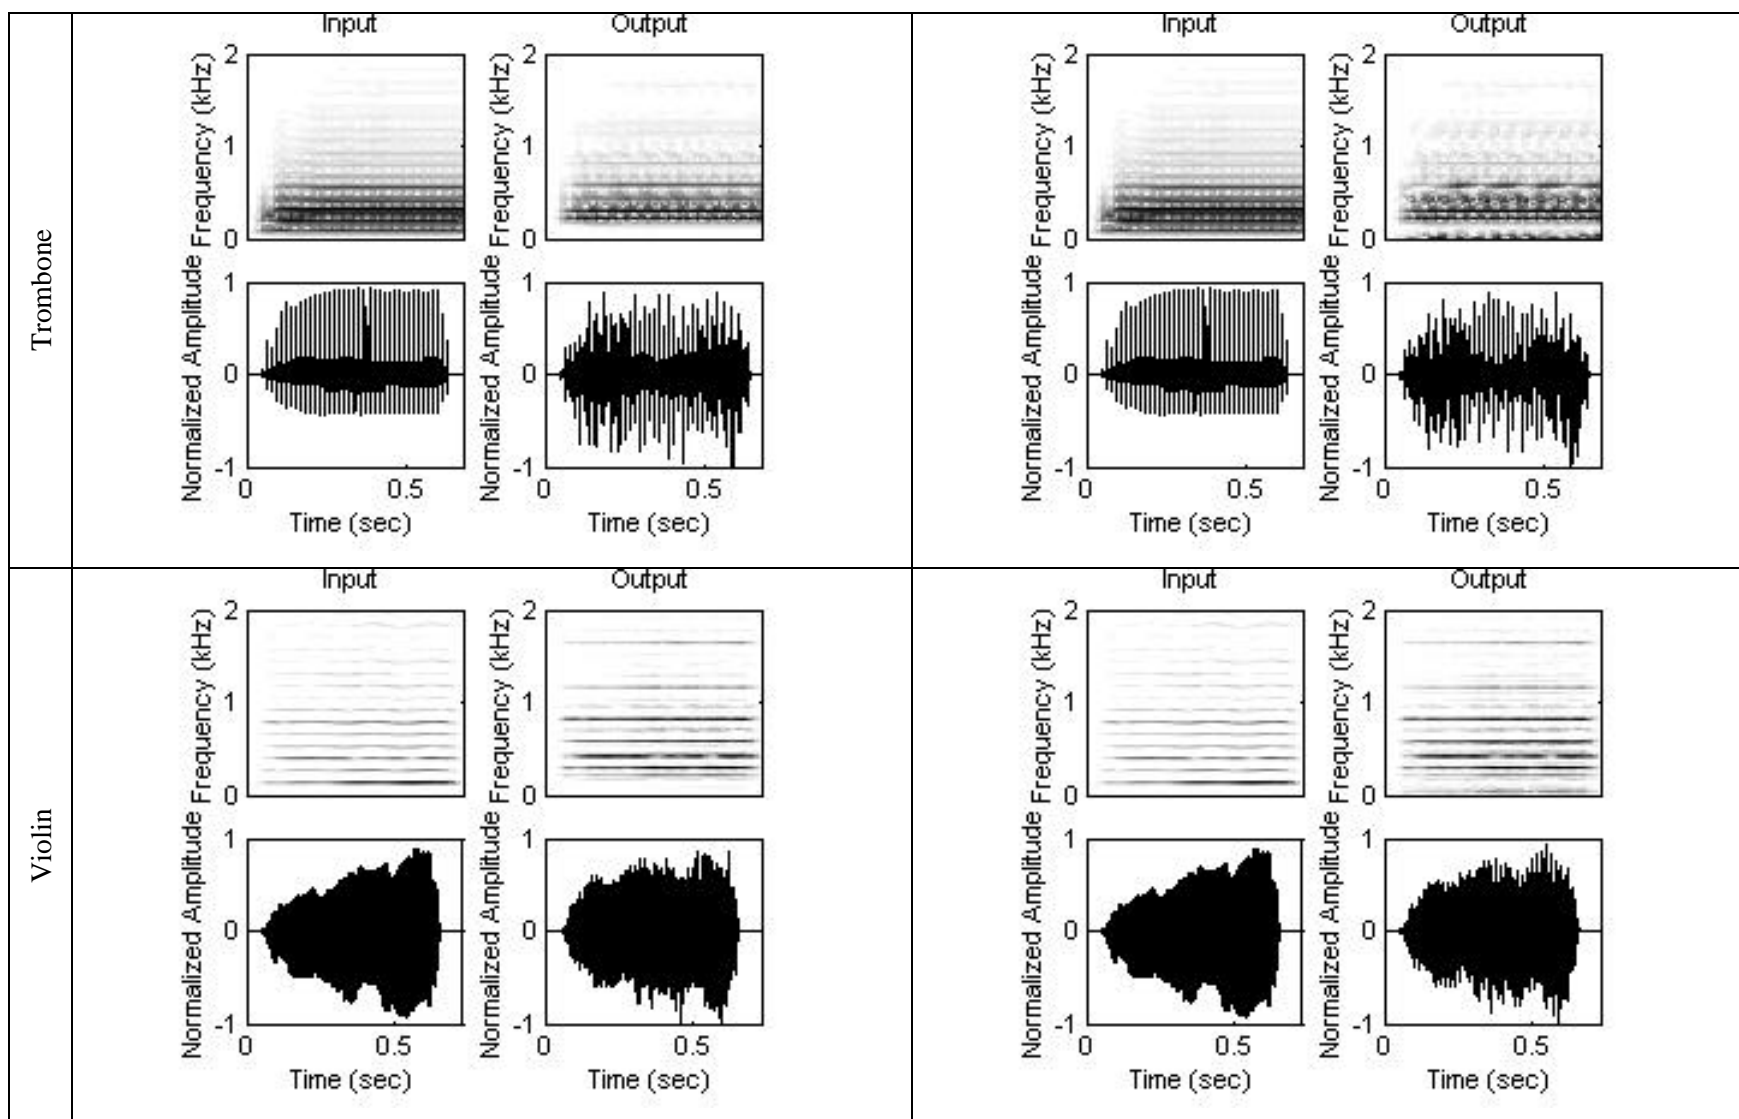 Trombone
Input Output
Frequency (kHz)
2
1
0
Frequency (kHz)
2
1
0
Normalized Amplitude
1
0
-1
0 0.5
Time (sec)
Normalized Amplitude
1
0
-1
0 0.5
Time (sec)
Input Output
Frequency (kHz)
2
1
0
Frequency (kHz)
2
1
0
Normalized Amplitude
1
0
-1
0 0.5
Time (sec)
Normalized Amplitude
1
0
-1
0 0.5
Time (sec)
Violin
Input Output
Frequency (kHz)
2
1
0
Frequency (kHz)
2
1
0
Normalized Amplitude
1
0
-1
0 0.5
Time (sec)
Normalized Amplitude
1
0
-1
0 0.5
Time (sec)
Input Output
Frequency (kHz)
2
1
0
Frequency (kHz)
2
1
0
Normalized Amplitude
1
0
-1
0 0.5
Time (sec)
Normalized Amplitude
1
0
-1
0 0.5
Time (sec)